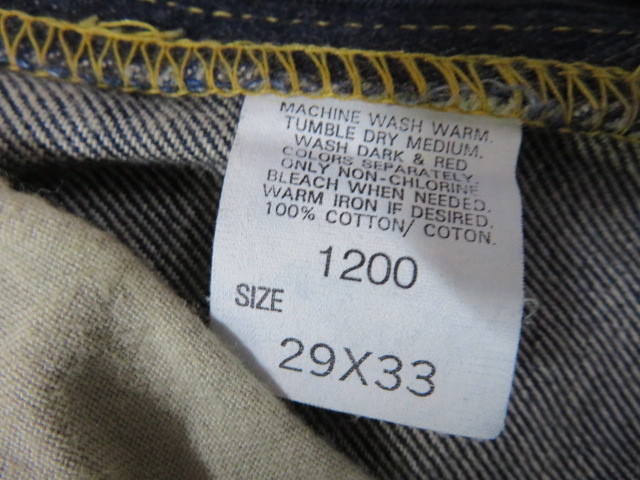 MACHINE WASH WARM.
TUMBLE DRY MEDIUM.
WASH DARK & RED
COLORS SEPARATELY.
ONLY NON-CHLORINE
BLEACH WHEN NEEDED.
WARM IRON IF DESIRED.
100% COTTON/ COTON.
1200
SIZE
29X33